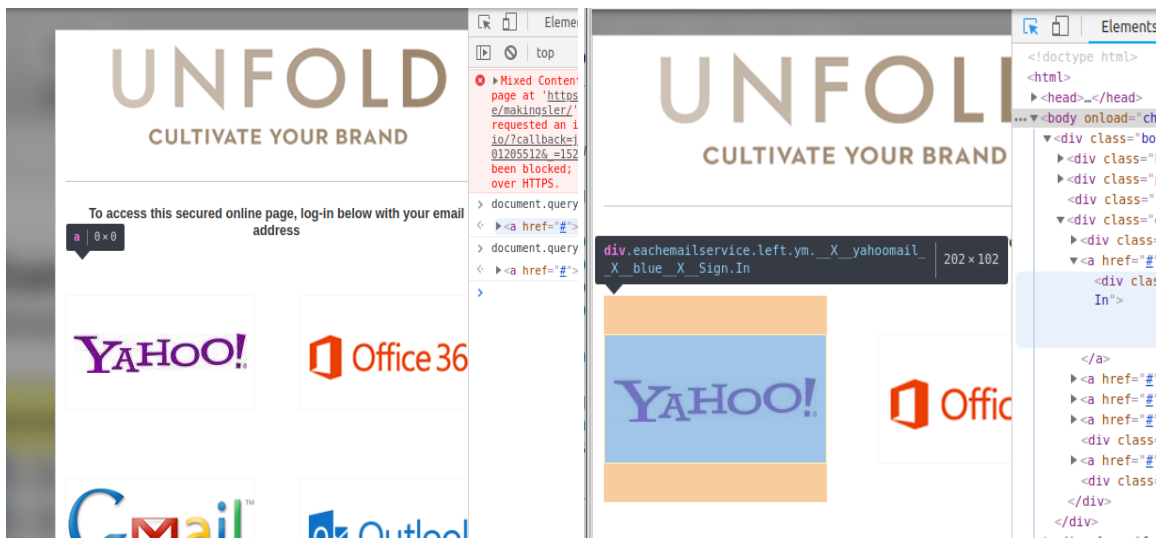 UNFOLD
CULTIVATE YOUR BRAND
To access this secured online page, log-in below with your email
address
a 0×0
YAHOO!
Office 36
Gmail™
Outlook
Elemen
top
Mixed Conten
page at 'https
e/makingsler/'
requested an i
io/?callback=j
01205512&_=152
been blocked;
over HTTPS.
document.query
<a href="#">
document.query
<a href="#">
UNFOL
CULTIVATE YOUR BRAND
div.eachemailservice.left.ym.__X__yahoomail_
_X__blue__X__Sign.In
202×102
YAHOO!
Offic
Elements
<!doctype html>
<html>
<head>…</head>
<body onload="ch
<div class="bo
<div class="
<div class="
<div class="
<div class="
<div class=
<a href="#"
<div clas
In">
</a>
<a href="#"
<a href="#"
<a href="#"
<div class=
<a href="#"
<div class=
</div>
</div>